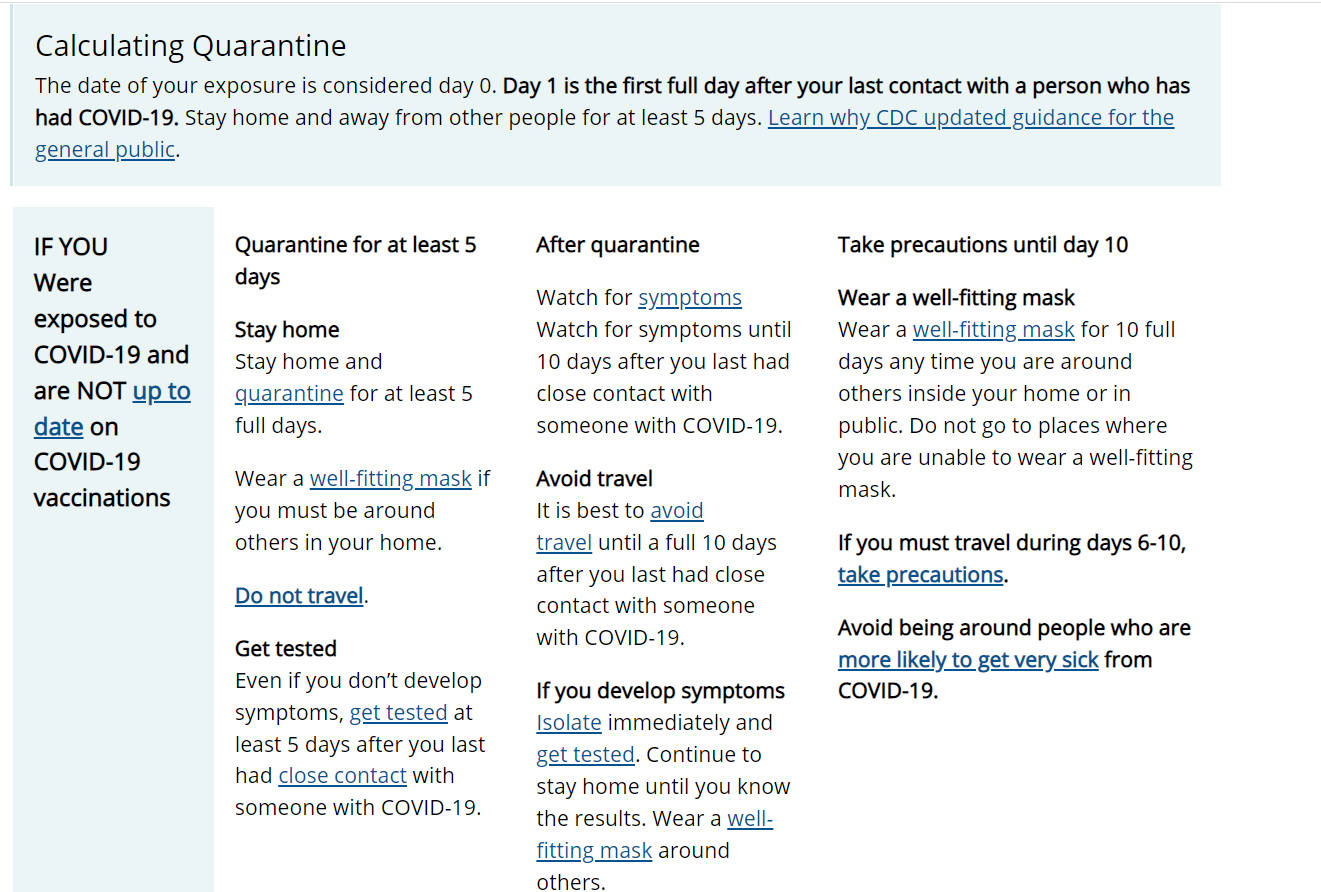 Calculating Quarantine
The date of your exposure is considered day 0. Day 1 is the first full day after your last contact with a person who has
had COVID-19. Stay home and away from other people for at least 5 days. Learn why CDC updated guidance for the
general public.
IF YOU
Were
exposed to
COVID-19 and
are NOT up to
date on
COVID-19
vaccinations
Quarantine for at least 5
days
Stay home
Stay home and
quarantine for at least 5
full days.
Wear a well-fitting mask if
you must be around
others in your home.
Do not travel.
Get tested
Even if you don’t develop
symptoms, get tested at
least 5 days after you last
had close contact with
someone with COVID-19.
After quarantine
Watch for symptoms
Watch for symptoms until
10 days after you last had
close contact with
someone with COVID-19.
Avoid travel
It is best to avoid
travel until a full 10 days
after you last had close
contact with someone
with COVID-19.
If you develop symptoms
Isolate immediately and
get tested. Continue to
stay home until you know
the results. Wear a well-
fitting mask around
others.
Take precautions until day 10
Wear a well-fitting mask
Wear a well-fitting mask for 10 full
days any time you are around
others inside your home or in
public. Do not go to places where
you are unable to wear a well-fitting
mask.
If you must travel during days 6-10,
take precautions.
Avoid being around people who are
more likely to get very sick from
COVID-19.